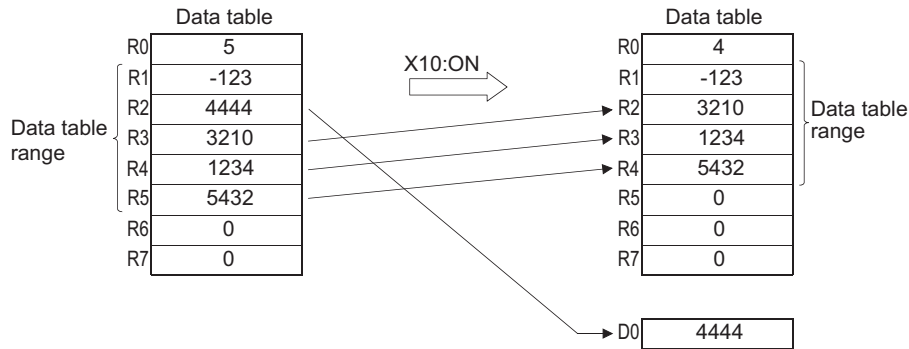 Data table
R0 5
R1 -123
R2 4444
R3 3210
R4 1234
R5 5432
R6 0
R7 0
Data table
range
X10:ON
Data table
R0 4
R1 -123
R2 3210
R3 1234
R4 5432
R5 0
R6 0
R7 0
Data table
range
D0 4444